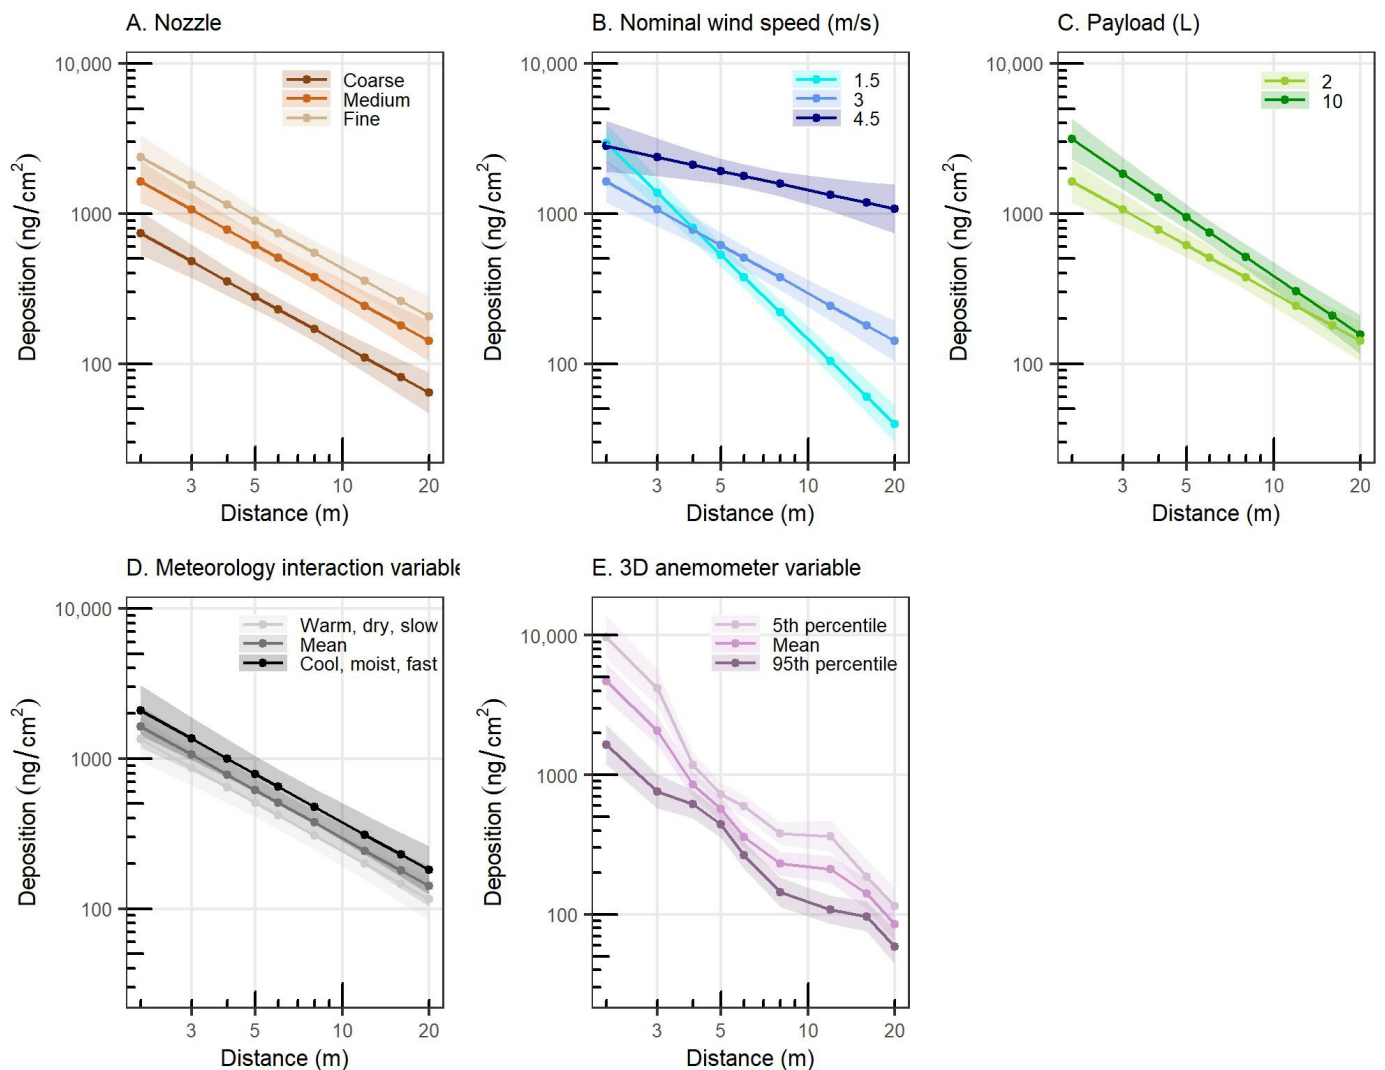 A. Nozzle
10,000
1000
100
Deposition (ng/cm²)
Coarse
Medium
Fine
3 5 10 20
Distance (m)
B. Nominal wind speed (m/s)
10,000
1000
100
Deposition (ng/cm²)
1.5
3
4.5
3 5 10 20
Distance (m)
C. Payload (L)
10,000
1000
100
Deposition (ng/cm²)
2
10
3 5 10 20
Distance (m)
D. Meteorology interaction variable
10,000
1000
100
Deposition (ng/cm²)
Warm, dry, slow
Mean
Cool, moist, fast
3 5 10 20
Distance (m)
E. 3D anemometer variable
10,000
1000
100
Deposition (ng/cm²)
5th percentile
Mean
95th percentile
3 5 10 20
Distance (m)